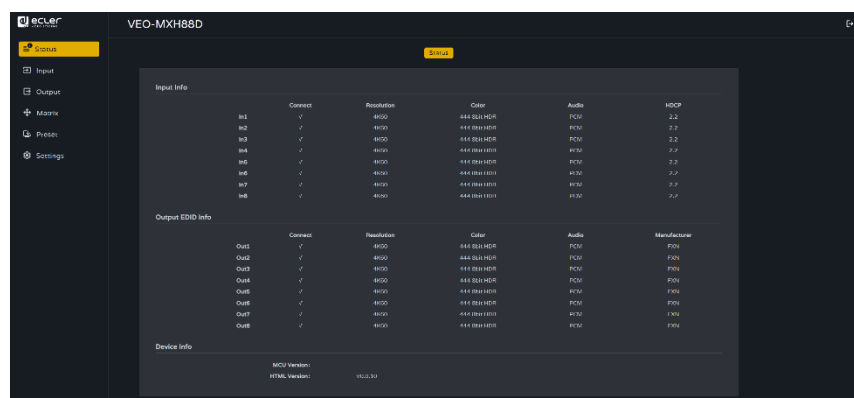 ecler
VEO-MXH88D
Status
Input
Output
Matrix
Preset
Settings
Status
Input Info
Connect Resolution Color Audio HDCP
In1 √ 4K60 444 8bit HDR PCM 2.2
In2 √ 4K60 444 8bit HDR PCM 2.2
In3 √ 4K60 444 8bit HDR PCM 2.2
In4 √ 4K60 444 8bit HDR PCM 2.2
In5 √ 4K60 444 8bit HDR PCM 2.2
In6 √ 4K60 444 8bit HDR PCM 2.2
In7 √ 4K60 444 8bit HDR PCM 2.2
In8 √ 4K60 444 8bit HDR PCM 2.2
Output EDID Info
Connect Resolution Color Audio Manufacturer
Out1 √ 4K60 444 8bit HDR PCM FXN
Out2 √ 4K60 444 8bit HDR PCM FXN
Out3 √ 4K60 444 8bit HDR PCM FXN
Out4 √ 4K60 444 8bit HDR PCM FXN
Out5 √ 4K60 444 8bit HDR PCM FXN
Out6 √ 4K60 444 8bit HDR PCM FXN
Out7 √ 4K60 444 8bit HDR PCM FXN
Out8 √ 4K60 444 8bit HDR PCM FXN
Device Info
MCU Version:
HTML Version: